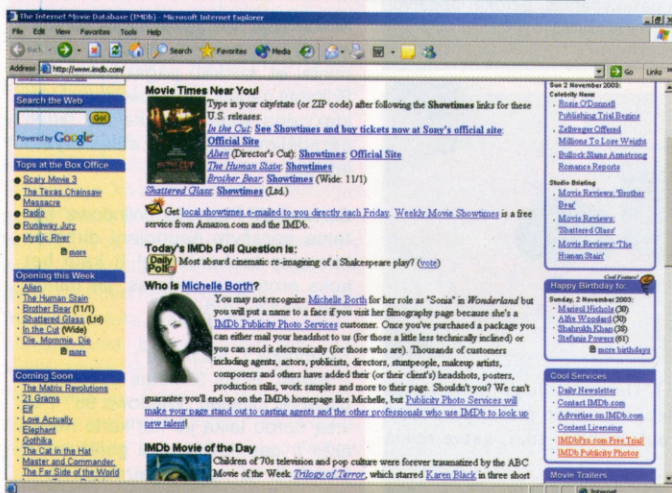 The Internet Movie Database (IMDb) - Microsoft Internet Explorer
File Edit View Favorites Tools Help
Back Search Favorites Media
Address http://www.imdb.com/ Go Links »
Search the Web
Go!
Powered by Google
Tops at the Box Office
Scary Movie 3
The Texas Chainsaw
Massacre
Radio
Runaway Jury
Mystic River
more
Opening this Week
Alien
The Human Stain
Brother Bear (11/1)
Shattered Glass (Ltd)
In the Cut (Wide)
Die, Mommie, Die
more
Coming Soon
The Matrix Revolutions
21 Grams
Elf
Love Actually
Elephant
Gothika
The Cat in the Hat
Master and Commander:
The Far Side of the World
Movie Times Near You!
Type in your city/state (or ZIP code) after following the Showtimes links for these
U.S. releases:
In the Cut: See Showtimes and buy tickets now at Sony's official site:
Official Site
Alien (Director's Cut): Showtimes: Official Site
The Human Stain: Showtimes
Brother Bear: Showtimes (Wide: 11/1)
Shattered Glass: Showtimes (Ltd.)
Get local showtimes e-mailed to you directly each Friday. Weekly Movie Showtimes is a free
service from Amazon.com and the IMDb.
Today's IMDb Poll Question Is:
Daily
Poll
Most absurd cinematic re-imagining of a Shakespeare play? (vote)
Who Is Michelle Borth?
You may not recognize Michelle Borth for her role as "Sonia" in Wonderland but
you will put a name to a face if you visit her filmography page because she's a
IMDb Publicity Photo Services customer. Once you've purchased a package you
can either mail your headshot to us (for those a little less technically inclined) or
you can send it electronically (for those who are). Thousands of customers
including agents, actors, publicists, directors, stuntpeople, makeup artists,
composers and others have added their (or their client's) headshots, posters,
production stills, work samples and more to their page. Shouldn't you? We can't
guarantee you'll end up on the IMDb homepage like Michelle, but Publicity Photo Services will
make your page stand out to casting agents and the other professionals who use IMDb to look up
new talent!
IMDb Movie of the Day
Children of 70s television and pop culture were forever traumatized by the ABC
Movie of the Week Trilogy of Terror, which starred Karen Black in three short
Sun 2 November 2003:
Celebrity News
Rosie O'Donnell
Publishing Trial Begins
Zellweger Offered
Millions To Lose Weight
Bullock Slams Armstrong
Romance Reports
Studio Briefing
Movie Reviews: 'Brother
Bear'
Movie Reviews:
'Shattered Glass'
Movie Reviews: 'The
Human Stain'
Cool Feature!
Happy Birthday to:
Sunday, 2 November 2003:
Marisol Nichols (30)
Alfre Woodard (50)
Shahrukh Khan (38)
Stefanie Powers (61)
more birthdays
Cool Services
Daily Newsletter
Contact IMDb.com
Advertise on IMDb.com
Content Licensing
IMDbPro.com Free Trial!
IMDb Publicity Photos
Movie Trailers
Internet